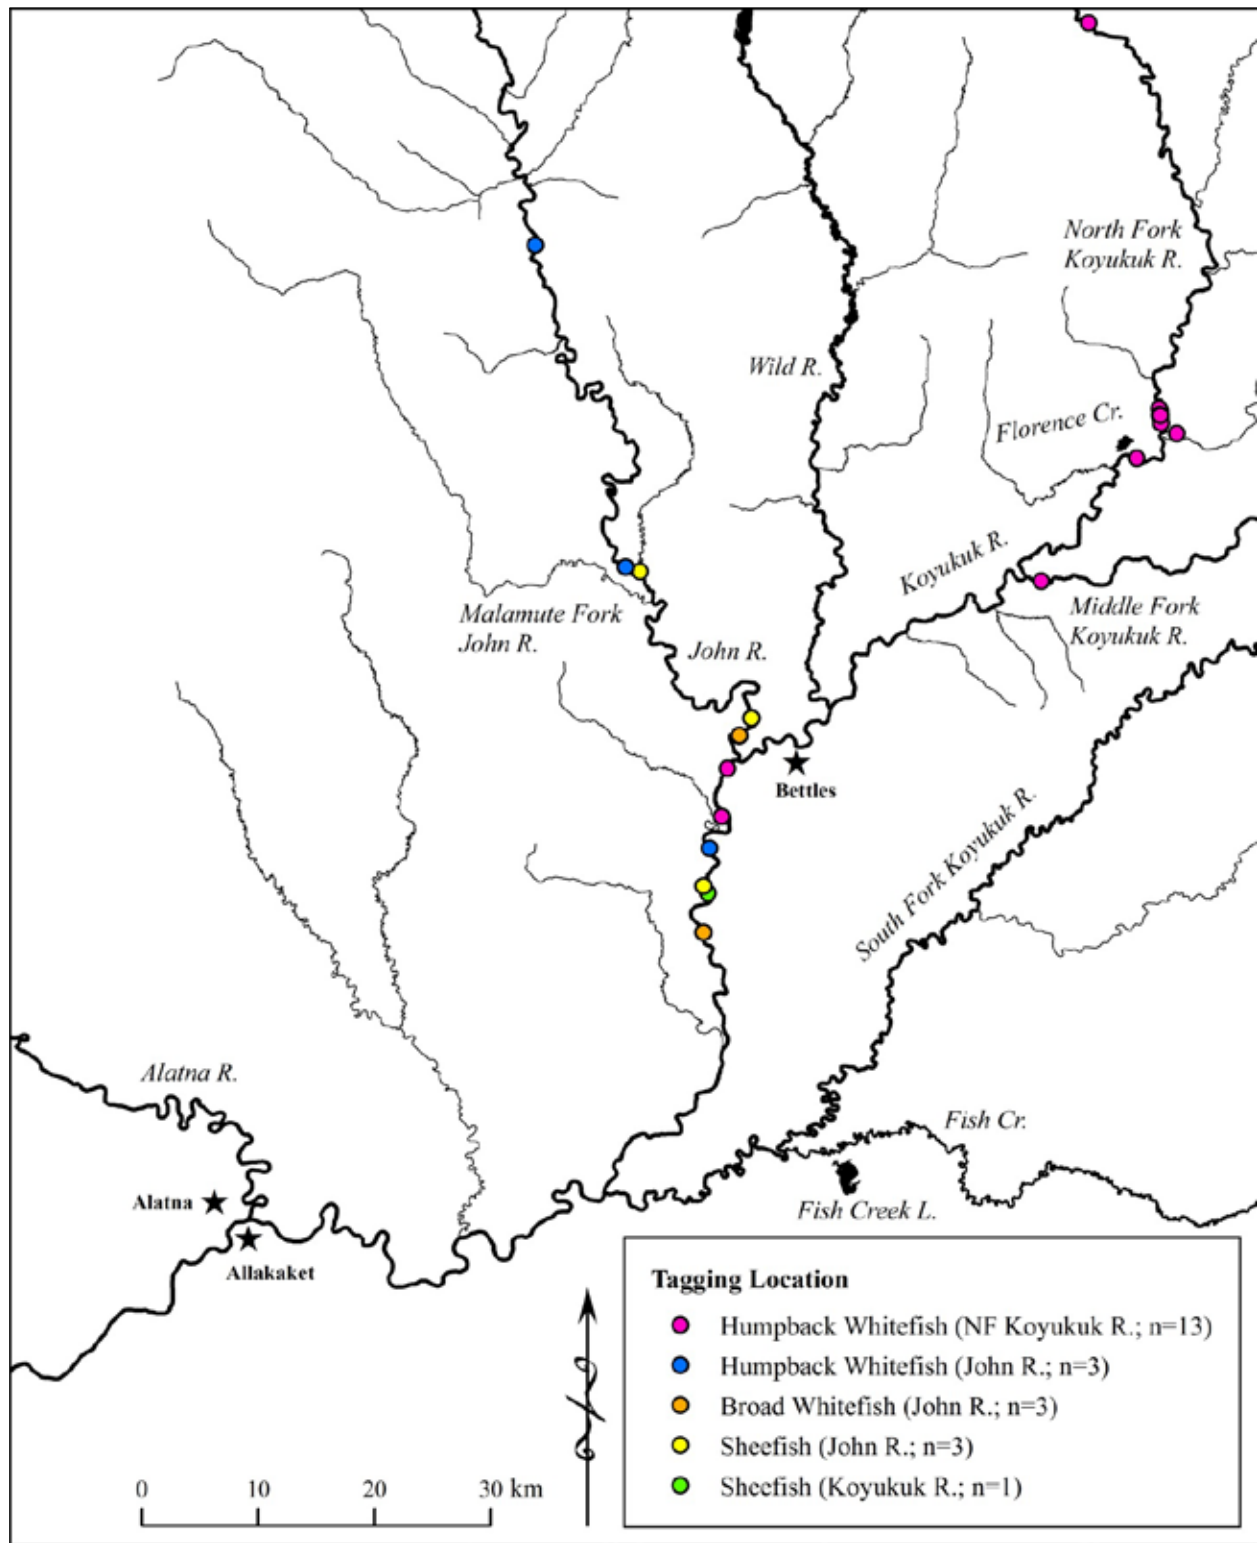 North Fork
Koyukuk R.
Wild R.
Florence Cr.
Koyukuk R.
Malamute Fork
John R.
John R.
Middle Fork
Koyukuk R.
Bettles
South Fork Koyukuk R.
Alatna R.
Fish Cr.
Alatna
Fish Creek L.
Allakaket
Tagging Location
Humpback Whitefish (NF Koyukuk R.; n=13)
Humpback Whitefish (John R.; n=3)
Broad Whitefish (John R.; n=3)
Sheefish (John R.; n=3)
Sheefish (Koyukuk R.; n=1)
0 10 20 30 km